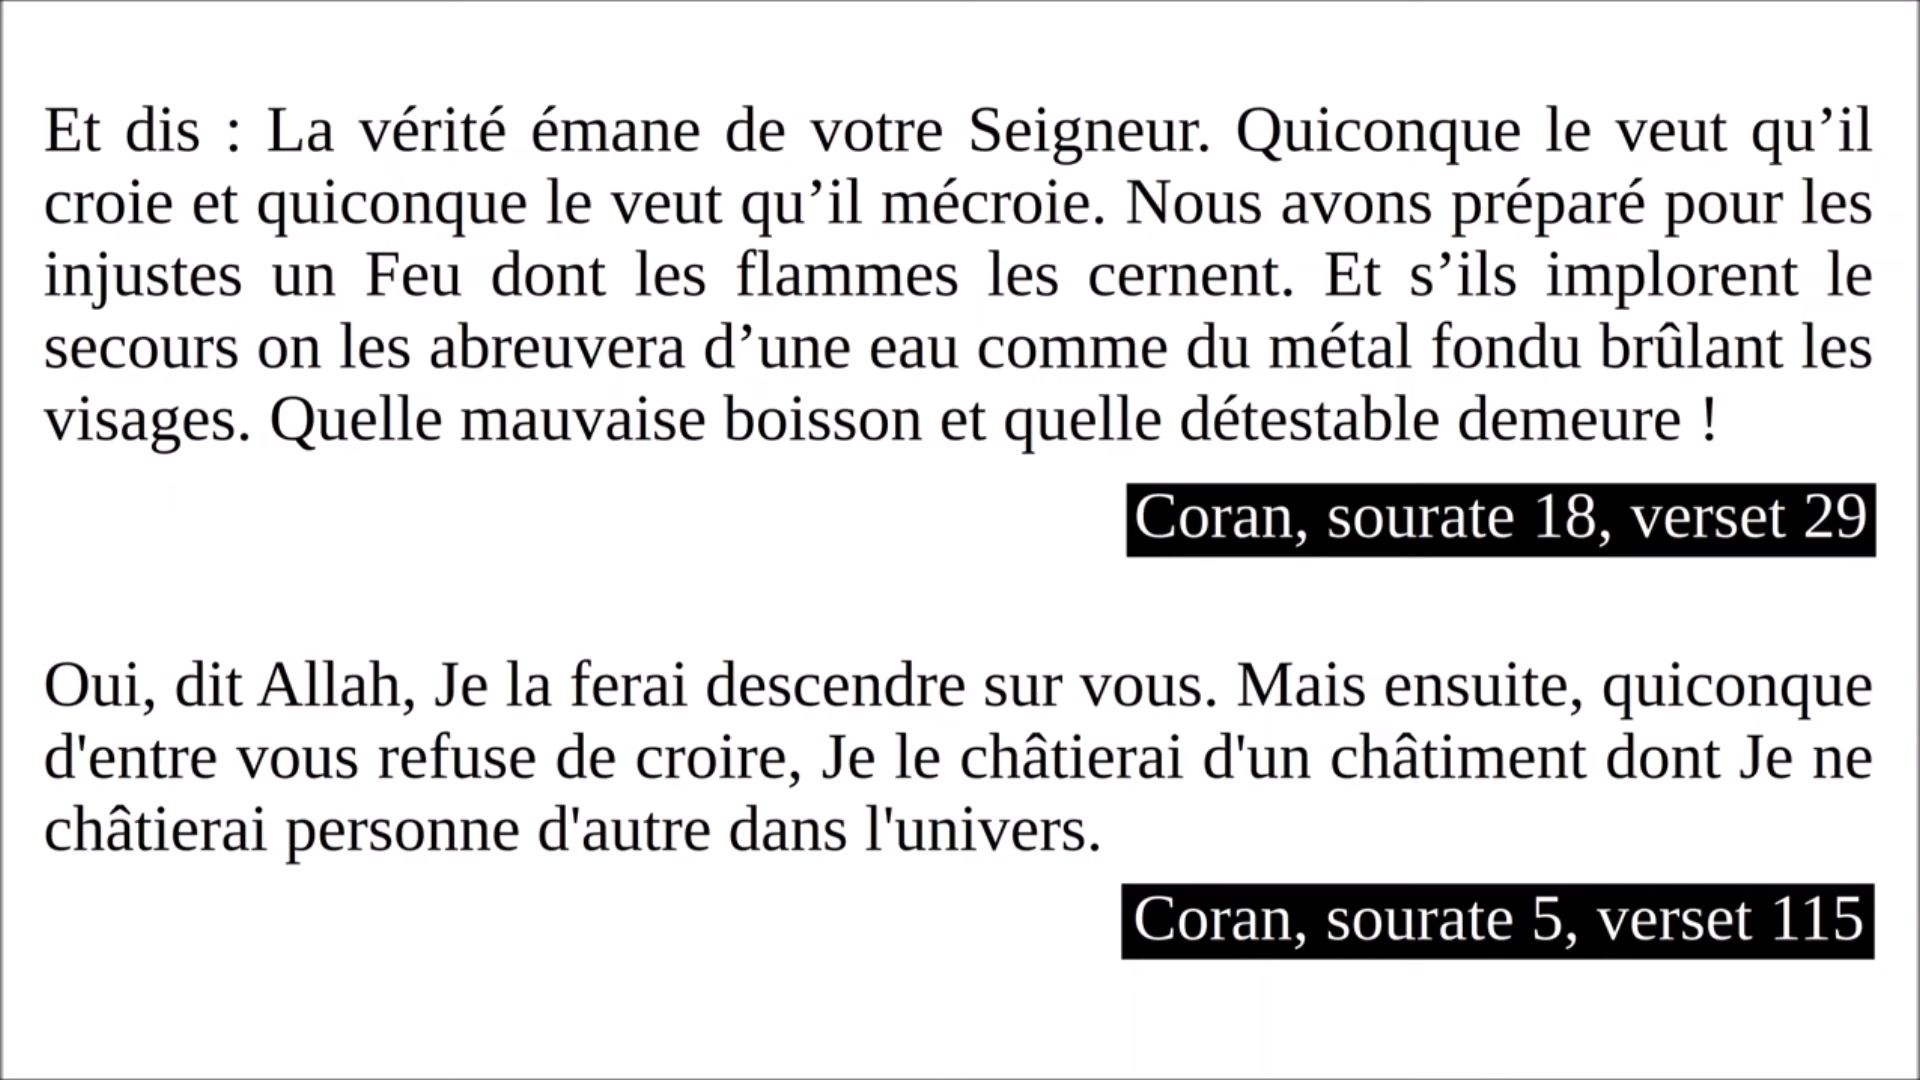 Et dis : La vérité émane de votre Seigneur. Quiconque le veut qu’il
croie et quiconque le veut qu’il mécroie. Nous avons préparé pour les
injustes un Feu dont les flammes les cernent. Et s’ils implorent le
secours on les abreuvera d’une eau comme du métal fondu brûlant les
visages. Quelle mauvaise boisson et quelle détestable demeure !
Coran, sourate 18, verset 29
Oui, dit Allah, Je la ferai descendre sur vous. Mais ensuite, quiconque
d'entre vous refuse de croire, Je le châtierai d'un châtiment dont Je ne
châtierai personne d'autre dans l'univers.
Coran, sourate 5, verset 115